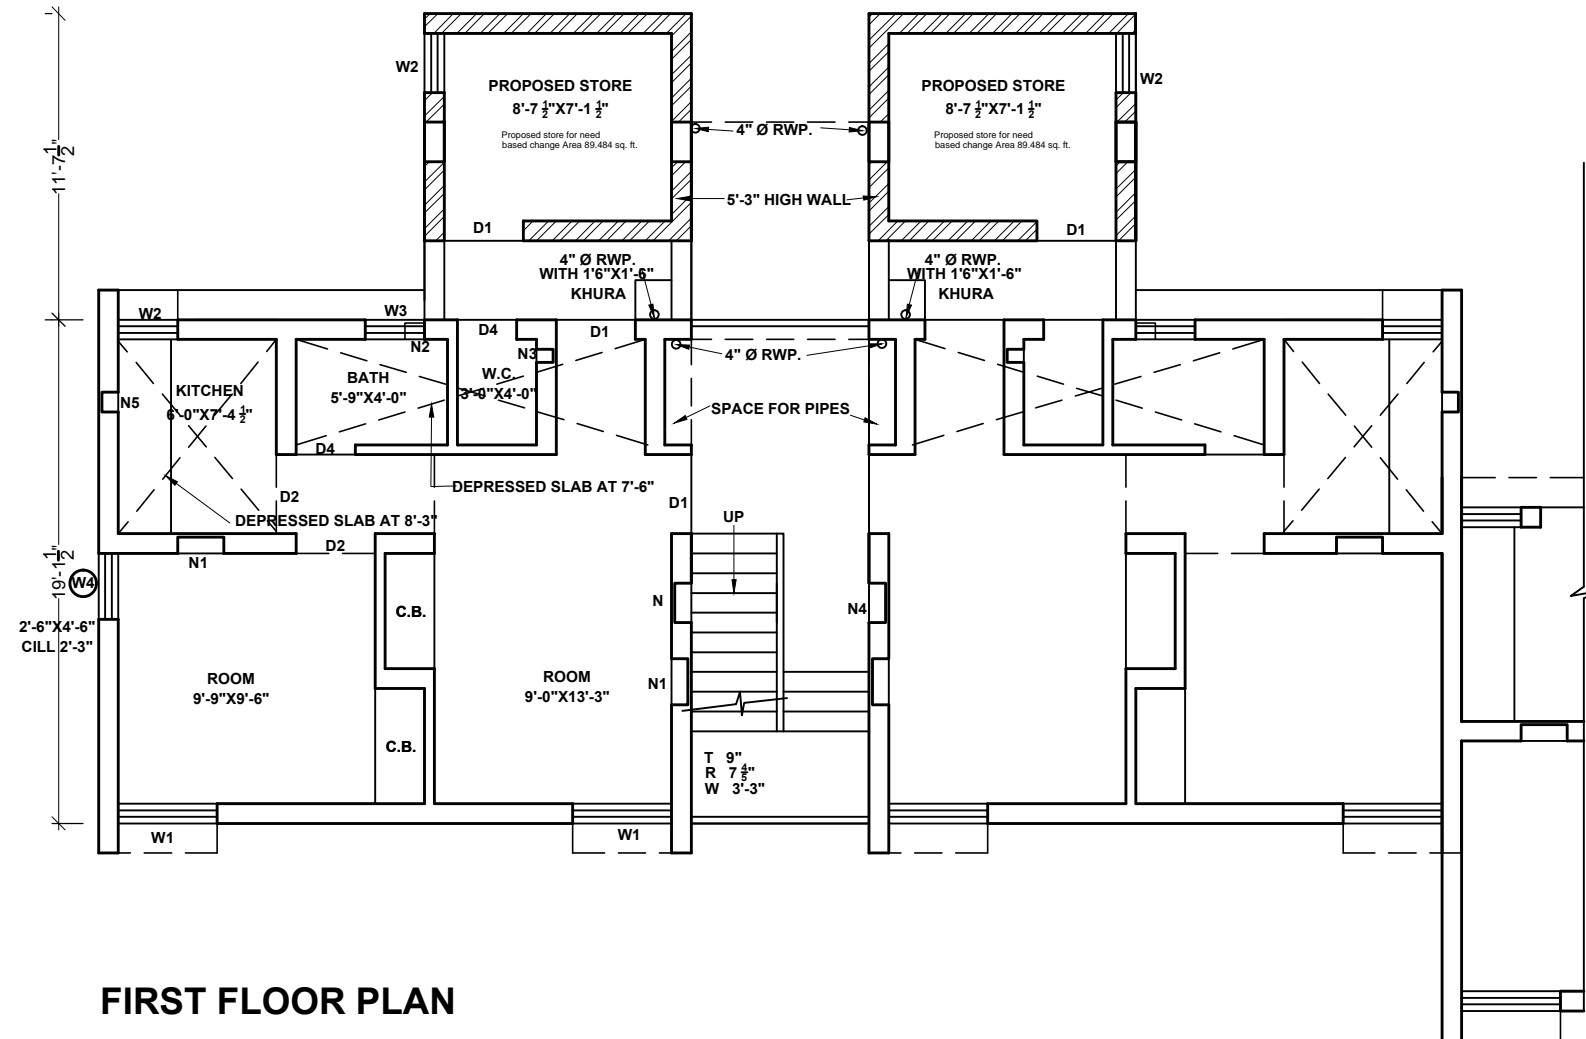 W2
PROPOSED STORE
8'-7 1/2"X7'-1 1/2"
Proposed store for need
based change Area 89.484 sq. ft.
4" Ø RWP.
PROPOSED STORE
8'-7 1/2"X7'-1 1/2"
Proposed store for need
based change Area 89.484 sq. ft.
W2
11'-7 1/2"
5'-3" HIGH WALL
D1
D1
4" Ø RWP.
WITH 1'6"X1'-6"
KHURA
4" Ø RWP.
WITH 1'6"X1'-6"
KHURA
W2
W3
D4
D1
N2
N3
4" Ø RWP.
KITCHEN
6'-0"X7'-4 1/2"
N5
BATH
5'-9"X4'-0"
W.C.
3'-0"X4'-0"
SPACE FOR PIPES
D4
DEPRESSED SLAB AT 7'-6"
D2
D1
DEPRESSED SLAB AT 8'-3"
UP
D2
N1
19'-1 1/2"
W4
2'-6"X4'-6"
CILL 2'-3"
C.B.
N
N4
ROOM
9'-9"X9'-6"
ROOM
9'-0"X13'-3"
N1
C.B.
T 9"
R 7 4/5"
W 3'-3"
W1
W1
FIRST FLOOR PLAN